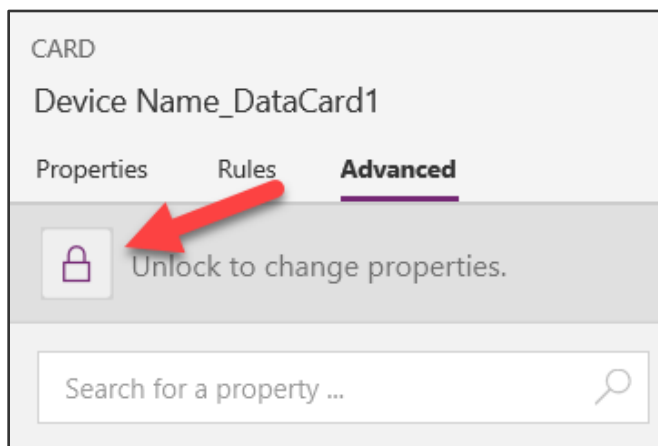 CARD
Device Name_DataCard1
Properties Rules Advanced
Unlock to change properties.
Search for a property ...